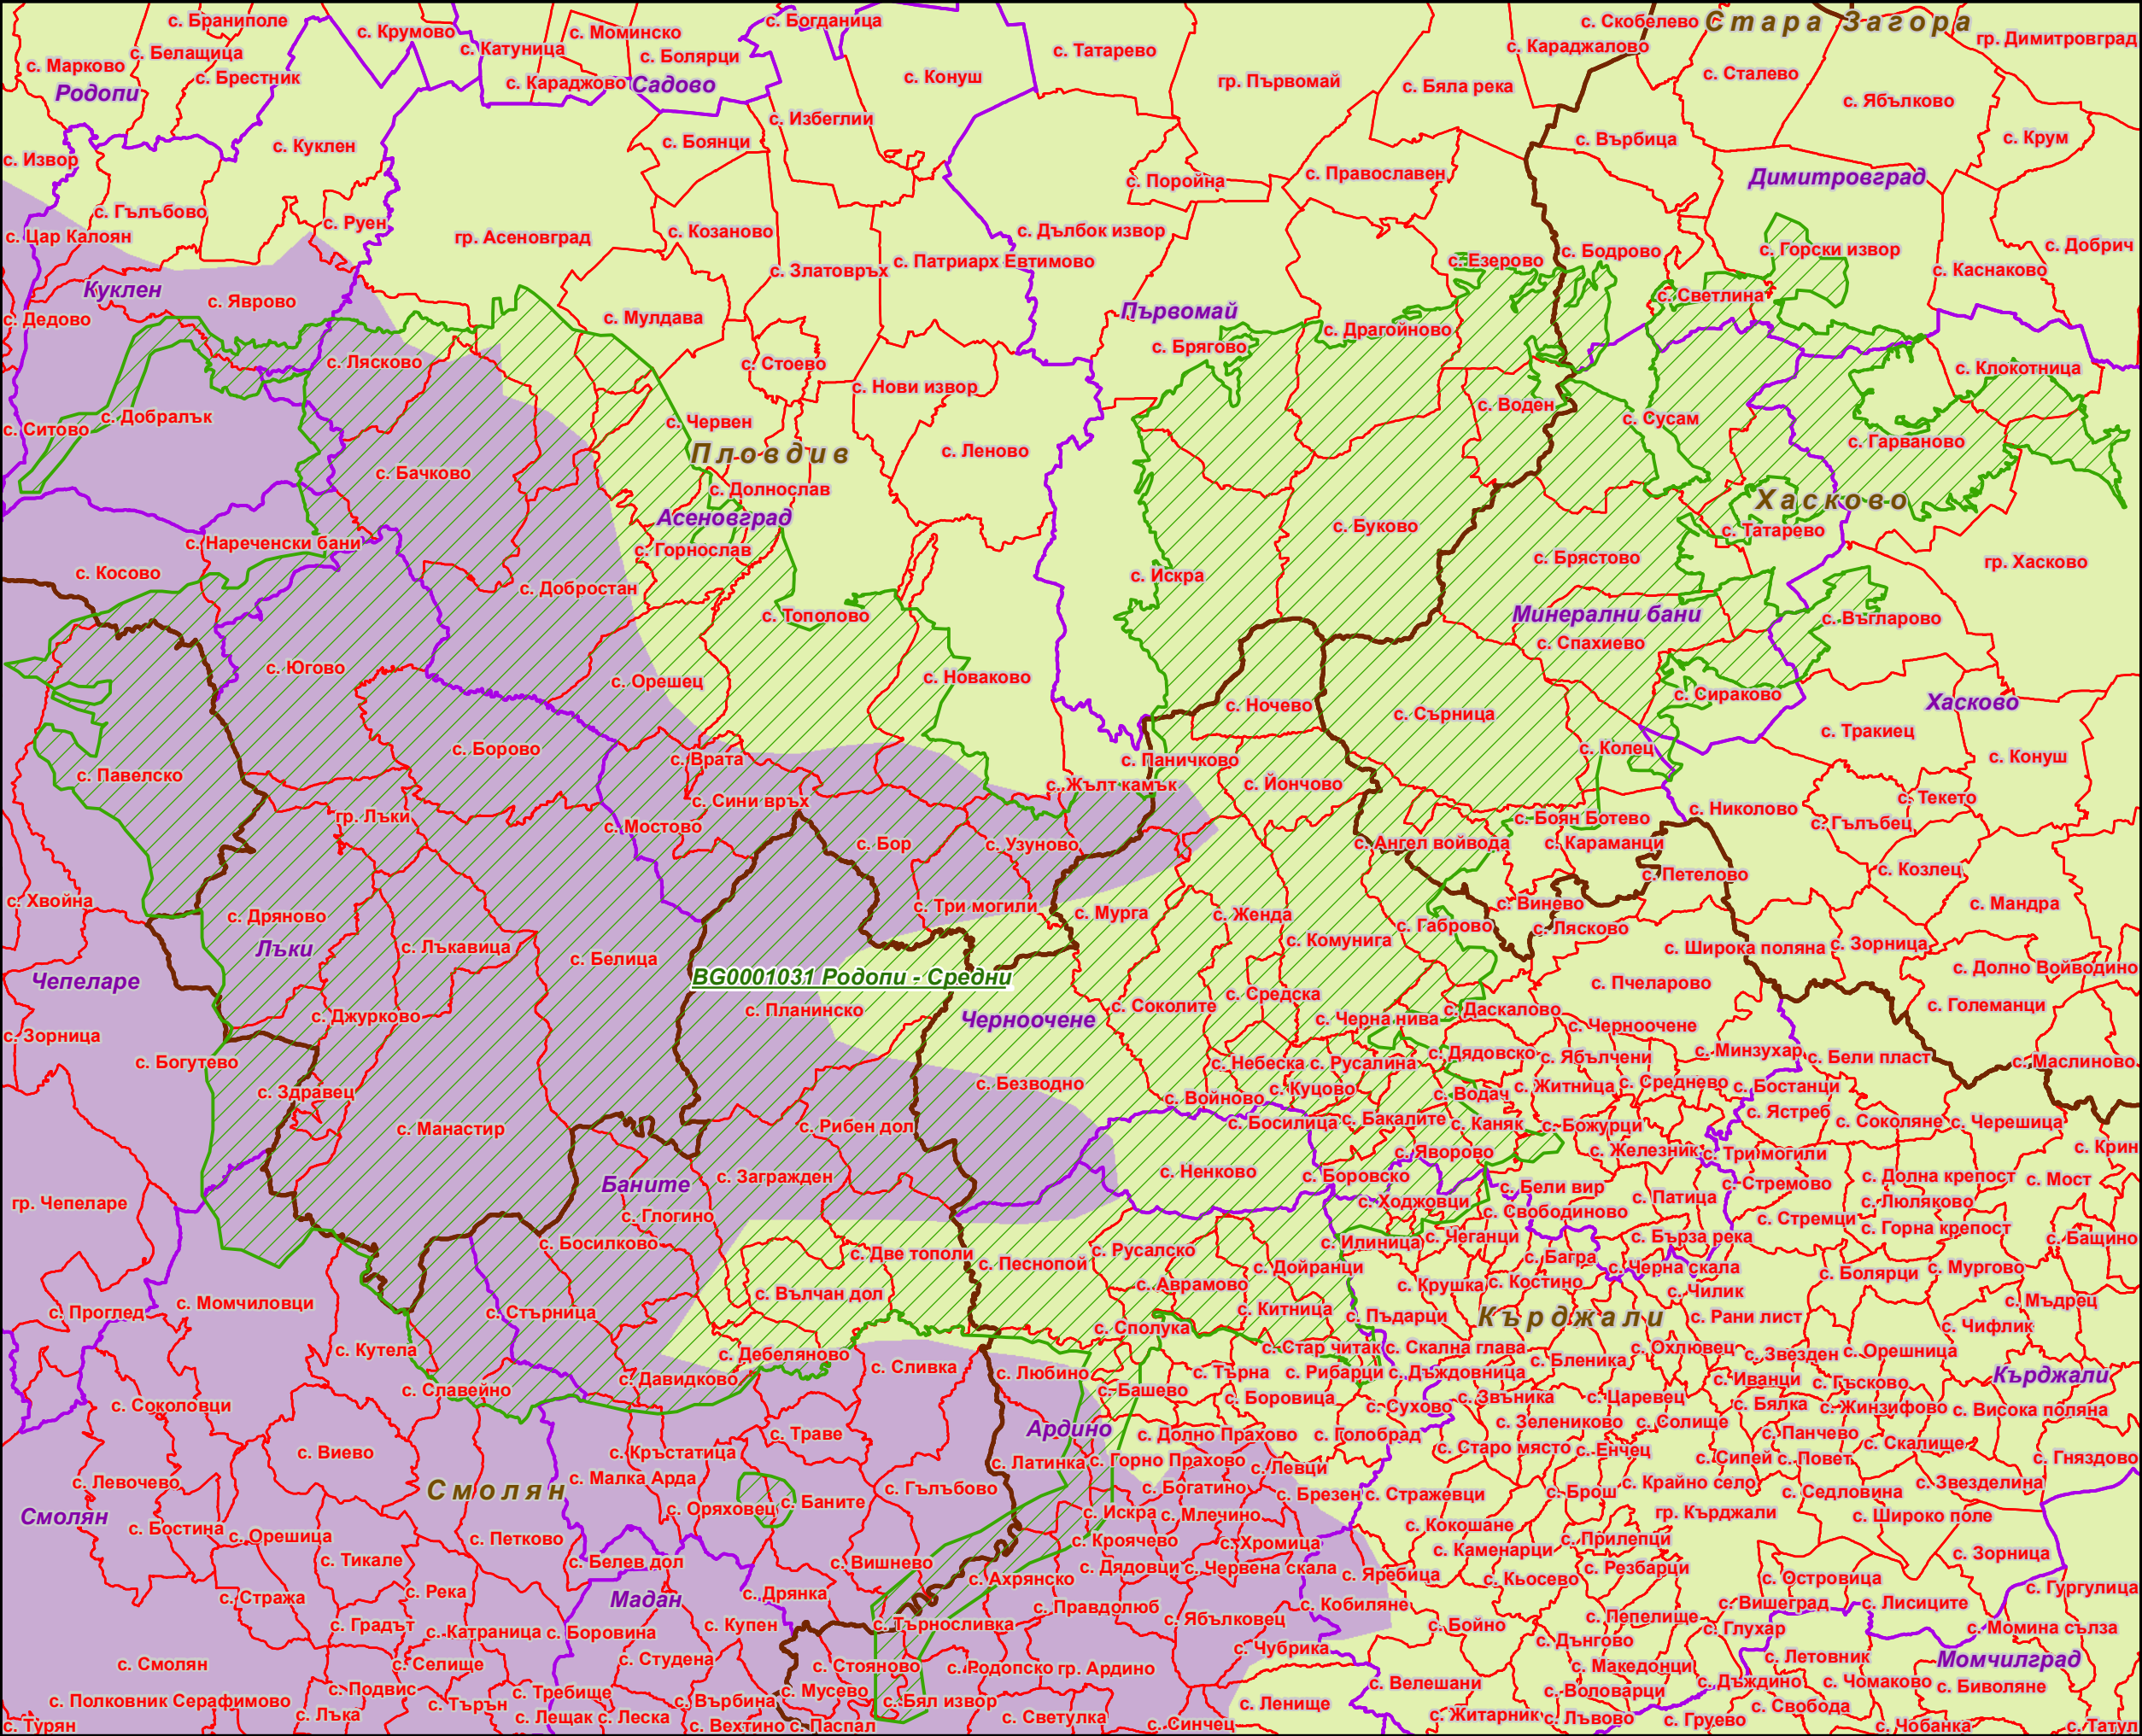 с. Браниполе
с. Крумово
с. Моминско
с. Богданица
с. Скобелево
Стара Загора
с. Белащица
с. Катуница
с. Болярци
с. Татарево
с. Караджалово
гр. Димитровград
с. Марково
с. Брестник
с. Караджово
Садово
с. Конуш
гр. Първомай
с. Бяла река
с. Сталево
Родопи
с. Избеглии
с. Ябълково
с. Извор
с. Куклен
с. Боянци
с. Върбица
с. Крум
с. Поройна
с. Православен
Димитровград
с. Гълъбово
с. Руен
с. Цар Калоян
гр. Асеновград
с. Козаново
с. Дълбок извор
с. Езерово
с. Бодрово
с. Горски извор
с. Добрич
с. Златовръх
с. Патриарх Евтимово
с. Каснаково
Куклен
с. Яврово
с. Светлина
с. Дедово
с. Мулдава
Първомай
с. Драгойново
с. Лясково
с. Стоево
с. Брягово
с. Клокотница
с. Нови извор
с. Воден
с. Ситово
с. Добралък
с. Червен
с. Сусам
Пловдив
с. Леново
с. Гарваново
с. Бачково
с. Долнослав
Хасково
Асеновград
с. Буково
с. Татарево
с. Нареченски бани
с. Горнослав
с. Брястово
гр. Хасково
с. Косово
с. Добростан
с. Искра
с. Тополово
Минерални бани
с. Въгларово
с. Югово
с. Орешец
с. Новаково
с. Спахиево
с. Сираково
Хасково
с. Ночево
с. Сърница
с. Борово
с. Врата
с. Паничково
с. Колец
с. Тракиец
с. Конуш
с. Павелско
с. Жълт камък
с. Йончово
гр. Лъки
с. Сини връх
с. Николово
с. Текето
с. Мостово
с. Бор
с. Узуново
с. Ангел войвода
с. Боян Ботево
с. Караманци
с. Гълъбец
с. Петелово
с. Козлец
с. Хвойна
с. Дряново
с. Три могили
с. Мурга
с. Женда
с. Винево
с. Мандра
Лъки
с. Лъкавица
с. Белица
с. Комунига
с. Габрово
с. Лясково
с. Широка поляна
с. Зорница
Чепеларе
BG0001031 Родопи - Средни
с. Пчеларово
с. Долно Войводино
с. Джурково
с. Планинско
Черноочене
с. Соколите
с. Средска
с. Черна нива
с. Даскалово
с. Големанци
с. Зорница
с. Черноочене
с. Богутево
с. Безводно
с. Небеска
с. Русалина
с. Дядовско
с. Ябълчени
с. Минзухар
с. Бели пласт
с. Маслиново
с. Здравец
с. Войново
с. Куцово
с. Водач
с. Житница
с. Среднево
с. Бостанци
с. Манастир
с. Рибен дол
с. Босилица
с. Бакалите
с. Каняк
с. Божурци
с. Ястреб
с. Соколяне
с. Черешица
с. Ненково
с. Яворово
с. Железник
с. Три могили
с. Крин
гр. Чепеларе
Баните
с. Загражден
с. Боровско
с. Бели вир
с. Патица
с. Стремово
с. Долна крепост
с. Мост
с. Глогино
с. Ходжовци
с. Свободиново
с. Люляково
с. Босилково
с. Две тополи
с. Песнопой
с. Русалско
с. Илиница
с. Чеганци
с. Бърза река
с. Стремци
с. Горна крепост
с. Бащино
с. Вълчан дол
с. Аврамово
с. Дойранци
с. Багра
с. Черна скала
с. Болярци
с. Мургово
с. Проглед
с. Момчиловци
с. Стърница
с. Китница
с. Крушка
с. Костино
с. Чилик
с. Мъдрец
с. Сполука
с. Пъдарци
Кърджали
с. Рани лист
с. Чифлик
с. Кутела
с. Дебеляново
с. Стар читак
с. Скална глава
с. Бленика
с. Охлювец
с. Звезден
с. Орешница
с. Славейно
с. Давидково
с. Сливка
с. Любино
с. Търна
с. Рибарци
с. Дъждовница
с. Иванци
с. Гъсково
Кърджали
с. Соколовци
с. Башево
с. Боровица
с. Сухово
с. Звъника
с. Царевец
с. Бялка
с. Жинзифово
с. Висока поляна
с. Виево
с. Кръстатица
с. Траве
Ардино
с. Долно Прахово
с. Голобрад
с. Зелениково
с. Солище
с. Панчево
с. Скалище
с. Левочево
Смолян
с. Малка Арда
с. Латинка
с. Горно Прахово
с. Левци
с. Старо място
с. Енчец
с. Сипей
с. Повет
с. Гняздово
Смолян
с. Оряховец
с. Баните
с. Гълъбово
с. Богатино
с. Брезен
с. Стражевци
с. Брош
с. Крайно село
с. Седловина
с. Звезделина
с. Бостина
с. Орешица
с. Петково
с. Искра
с. Млечино
с. Кокошане
гр. Кърджали
с. Широко поле
с. Тикале
с. Белев дол
с. Вишнево
с. Кроячево
с. Хромица
с. Каменарци
с. Прилепци
с. Зорница
с. Стража
с. Река
Мадан
с. Дрянка
с. Ахрянско
с. Дядовци
с. Червена скала
с. Яребица
с. Кьосево
с. Резбарци
с. Островица
с. Гургулица
с. Градът
с. Катраница
с. Боровина
с. Купен
с. Търносливка
с. Правдолюб
с. Ябълковец
с. Кобиляне
с. Бойно
с. Пепелище
с. Вишеград
с. Лисиците
с. Глухар
с. Момина сълза
с. Смолян
с. Селище
с. Студена
с. Стояново
с. Родопско
гр. Ардино
с. Чубрика
с. Дънгово
с. Македонци
с. Летовник
Момчилград
с. Полковник Серафимово
с. Подвис
с. Търън
с. Требище
с. Върбина
с. Мусево
с. Бял извор
с. Ленище
с. Велешани
с. Воловарци
с. Дъждино
с. Чомаково
с. Биволяне
с. Турян
с. Лъка
с. Лещак
с. Леска
с. Вехтино
с. Паспал
с. Светулка
с. Синчец
с. Житарник
с. Лъвово
с. Груево
с. Свобода
с. Чобанка
с. Татул